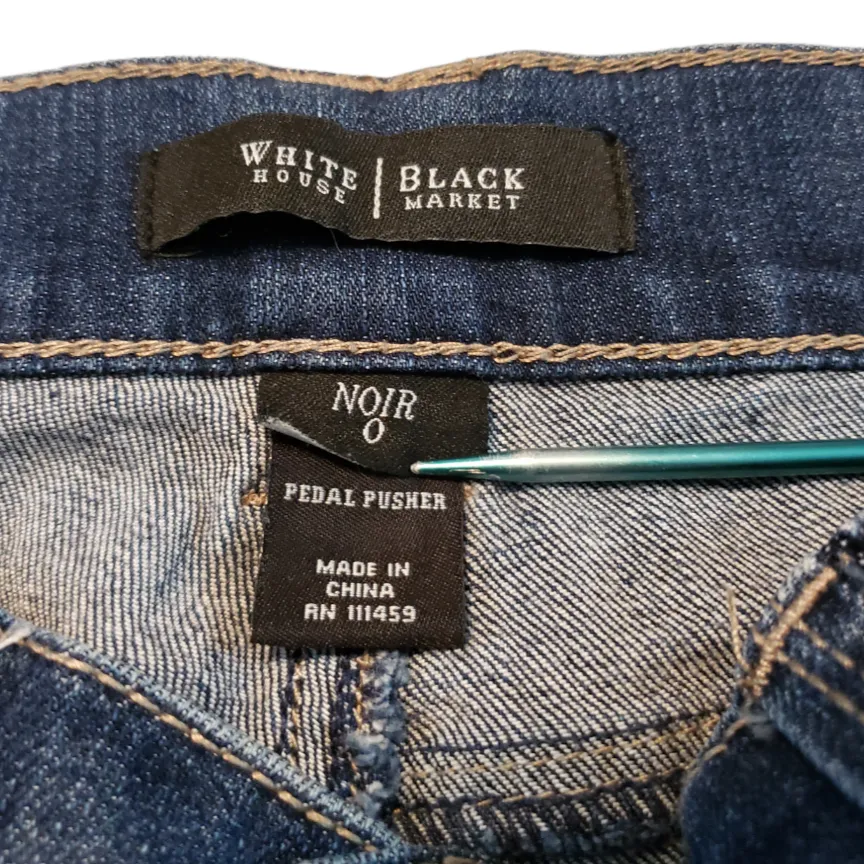 WHITE HOUSE | BLACK MARKET
NOIR
0
PEDAL PUSHER
MADE IN
CHINA
RN 111459